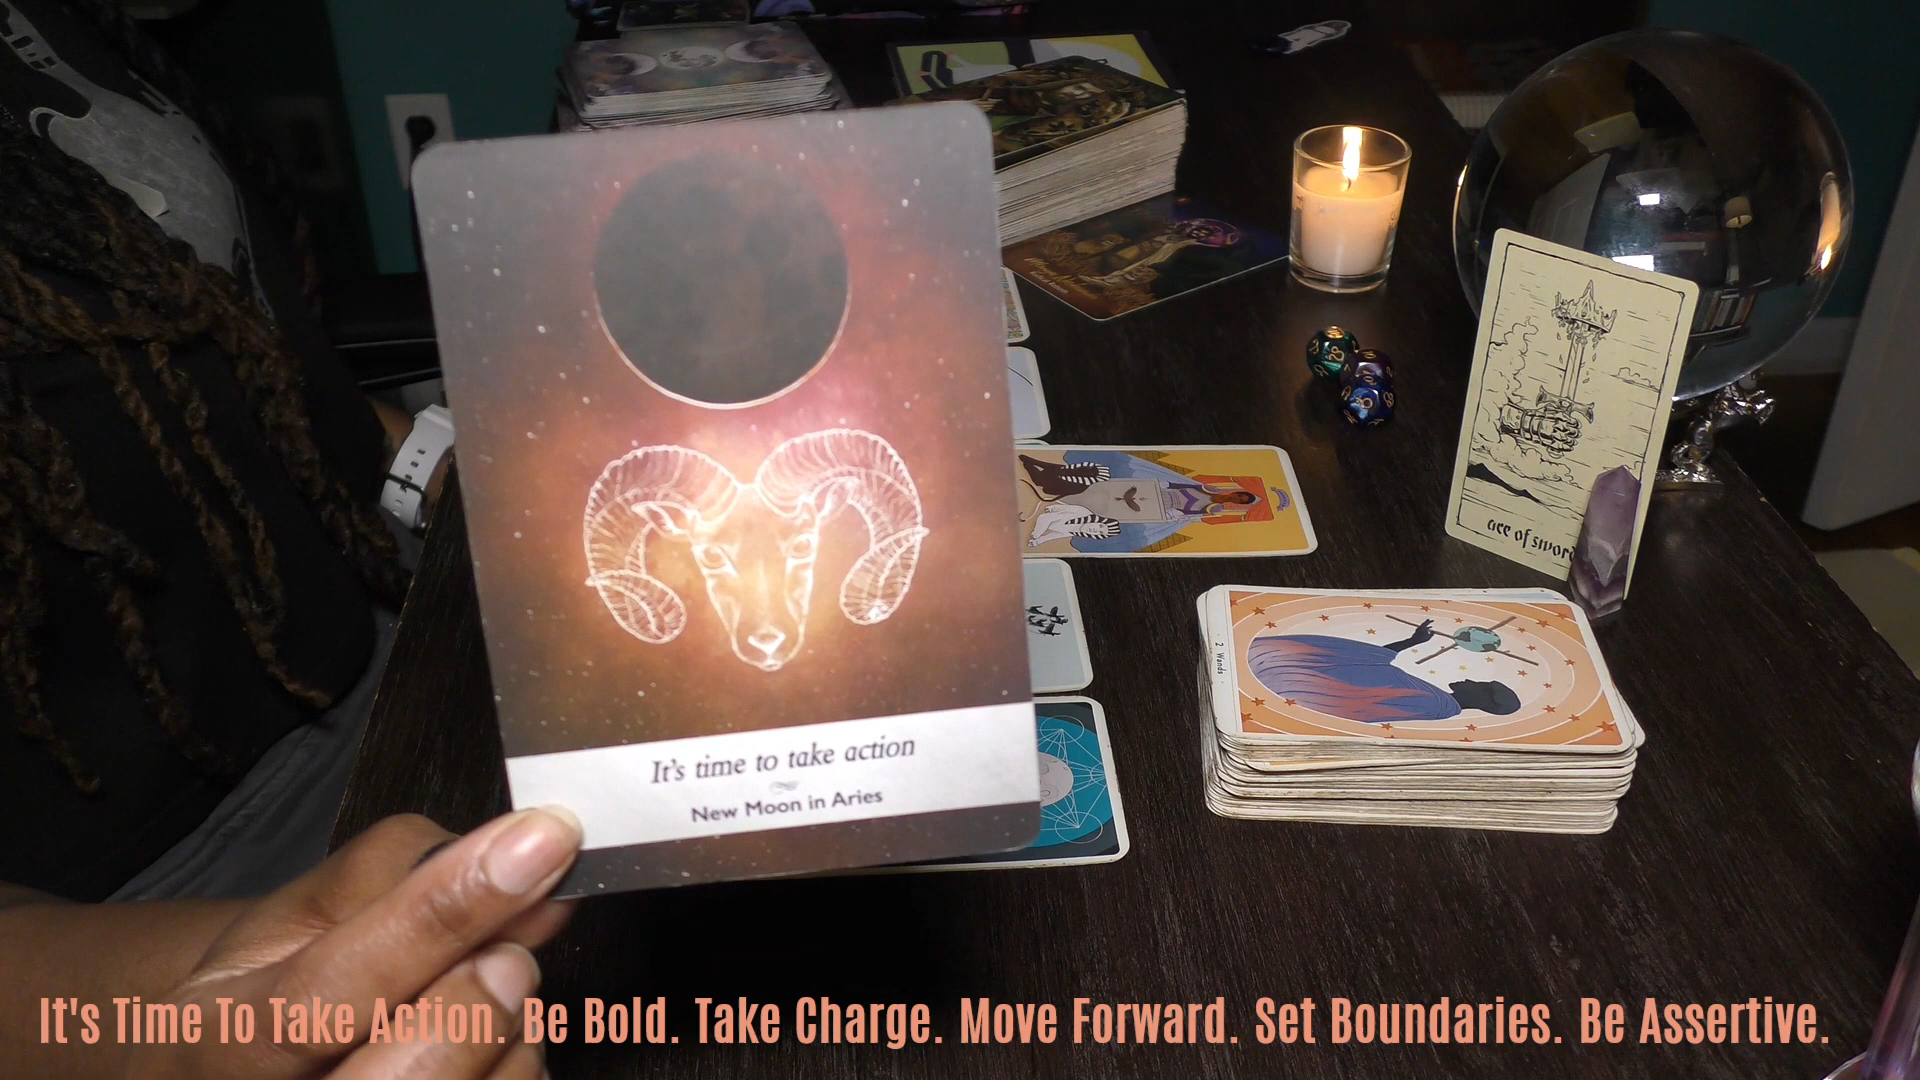 It's time to take action
New Moon in Aries
ace of sword
2 Wands
It's Time To Take Action. Be Bold. Take Charge. Move Forward. Set Boundaries. Be Assertive.